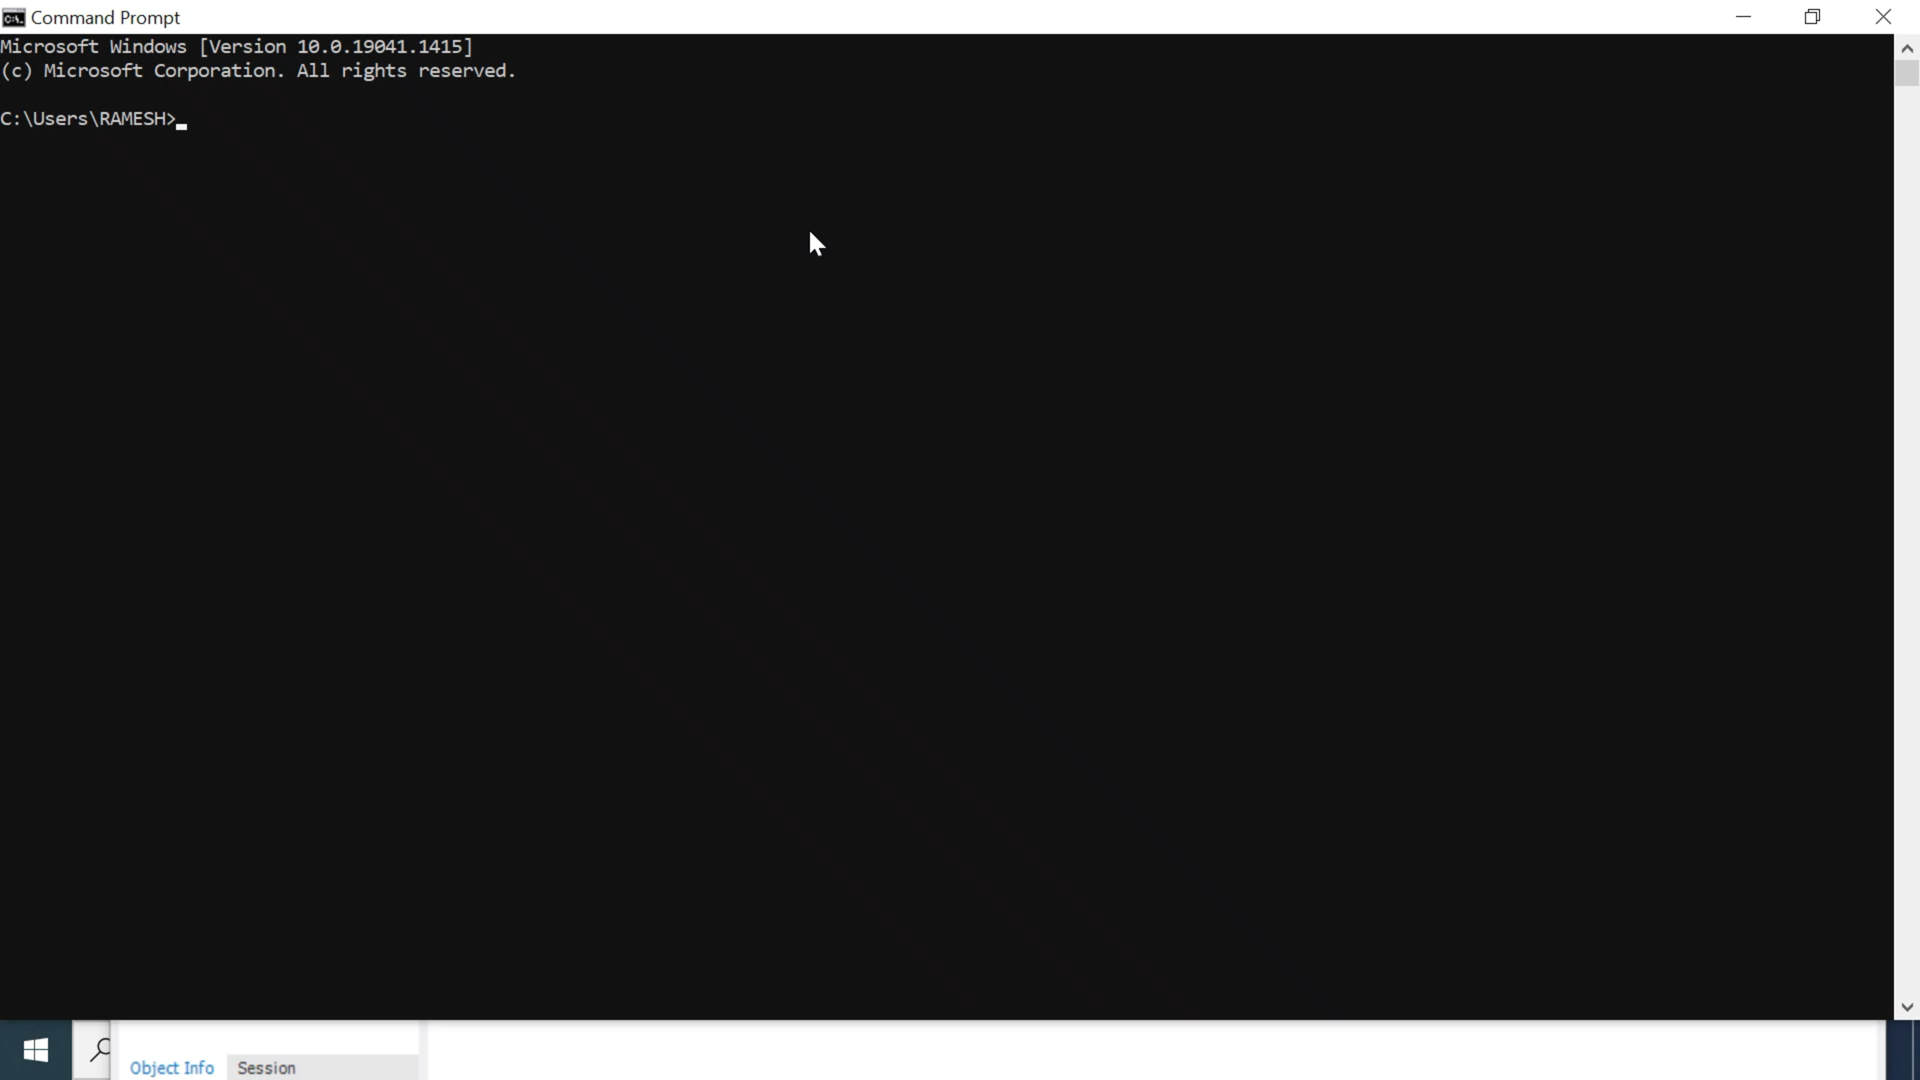 Command Prompt
Microsoft Windows [Version 10.0.19041.1415]
(c) Microsoft Corporation. All rights reserved.
C:\Users\RAMESH>
Object Info Session